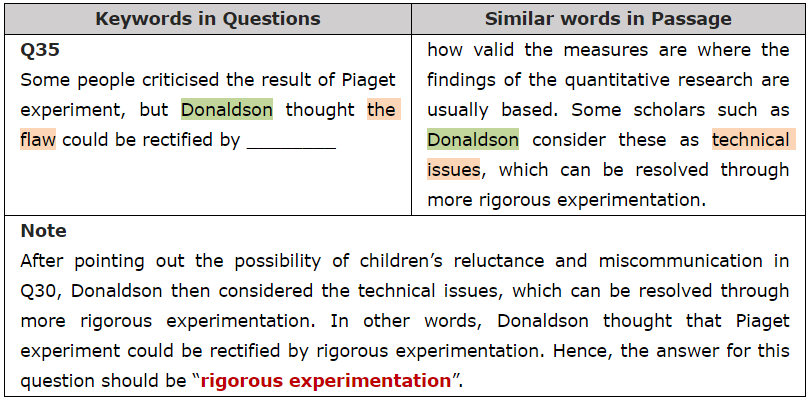 Keywords in Questions
Similar words in Passage
Q35
Some people criticised the result of Piaget
experiment, but Donaldson thought the
flaw could be rectified by _________
how valid the measures are where the
findings of the quantitative research are
usually based. Some scholars such as
Donaldson consider these as technical
issues, which can be resolved through
more rigorous experimentation.
Note
After pointing out the possibility of children’s reluctance and miscommunication in
Q30, Donaldson then considered the technical issues, which can be resolved through
more rigorous experimentation. In other words, Donaldson thought that Piaget
experiment could be rectified by rigorous experimentation. Hence, the answer for this
question should be “rigorous experimentation”.